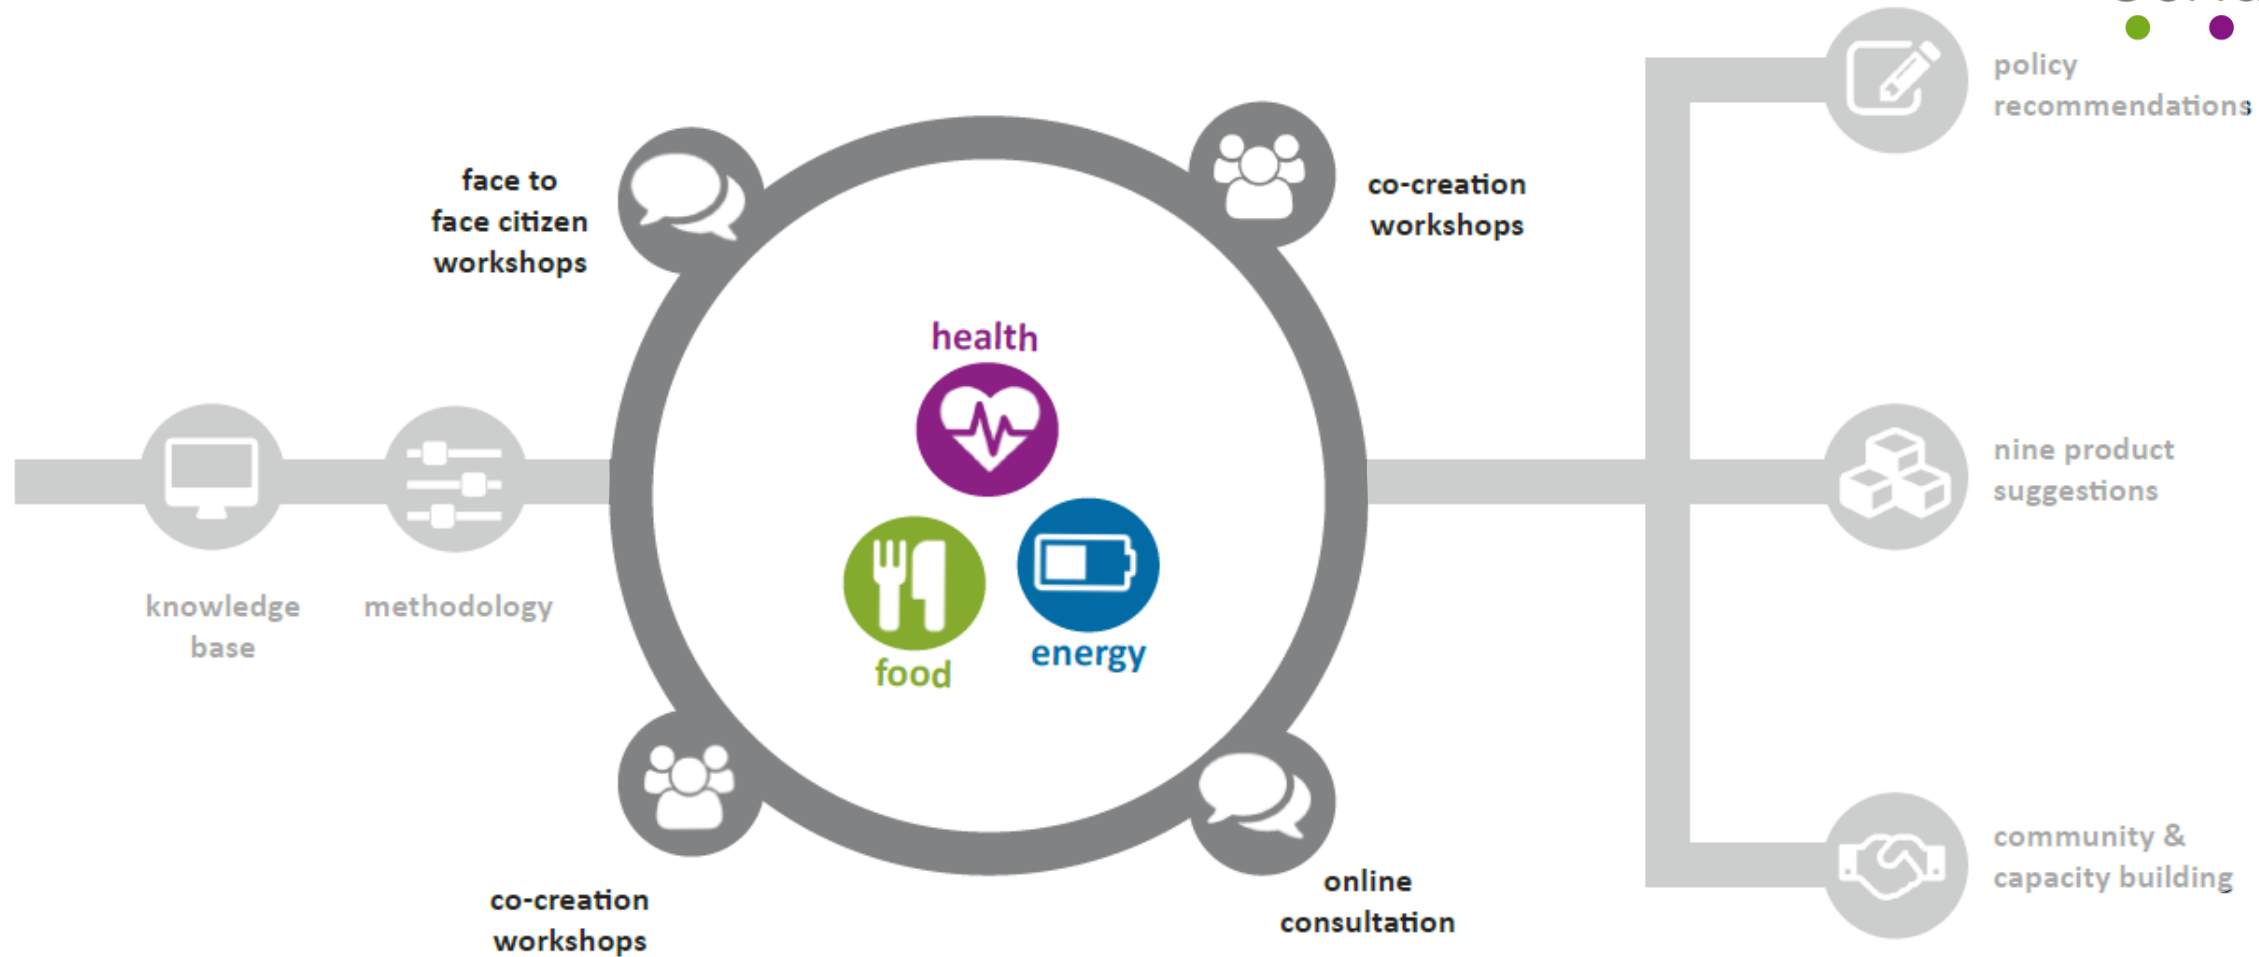 policy
recommendations
face to
face citizen
workshops
co-creation
workshops
health
food
energy
knowledge
base
methodology
nine product
suggestions
co-creation
workshops
online
consultation
community &
capacity building